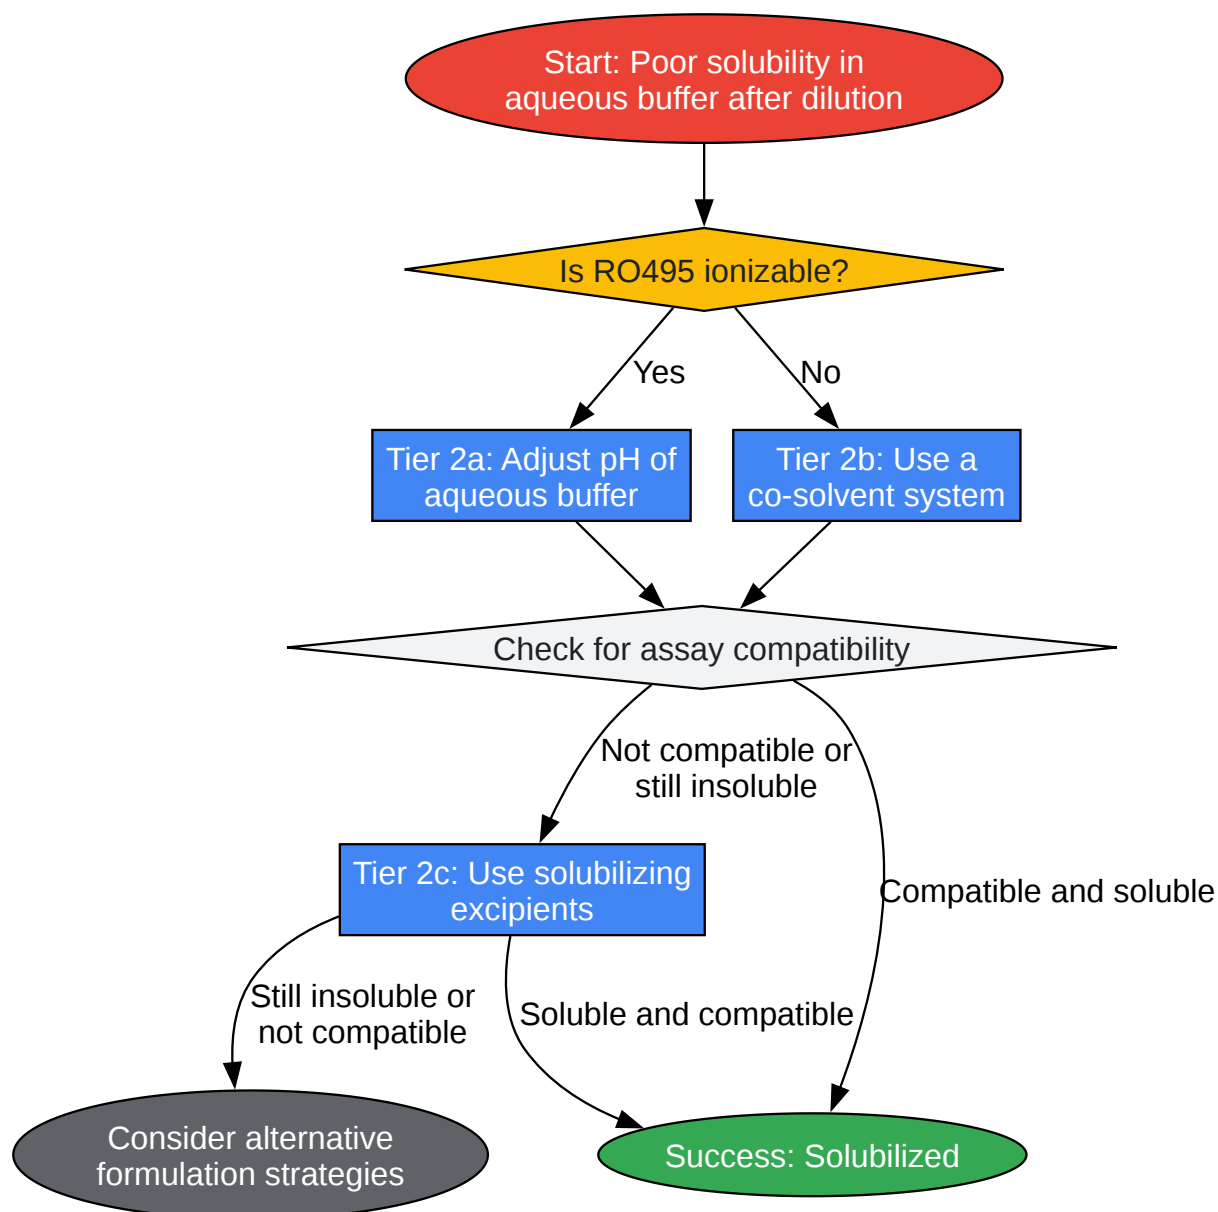 Start: Poor solubility in
aqueous buffer after dilution
Is RO495 ionizable?
Yes
No
Tier 2a: Adjust pH of
aqueous buffer
Tier 2b: Use a
co-solvent system
Check for assay compatibility
Not compatible or
still insoluble
Tier 2c: Use solubilizing
excipients
Compatible and soluble
Still insoluble or
not compatible
Soluble and compatible
Consider alternative
formulation strategies
Success: Solubilized